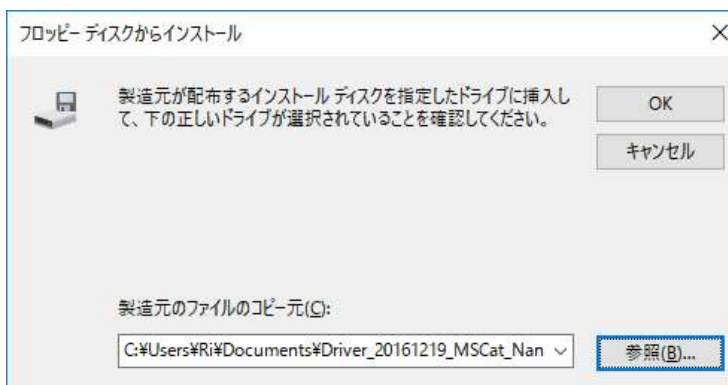 フロッピー ディスクからインストール
製造元が配布するインストール ディスクを指定したドライブに挿入し
て、下の正しいドライブが選択されていることを確認してください。
OK
キャンセル
製造元のファイルのコピー元(C):
C:¥Users¥Ri¥Documents¥Driver_20161219_MSCat_Nan
参照(B)...